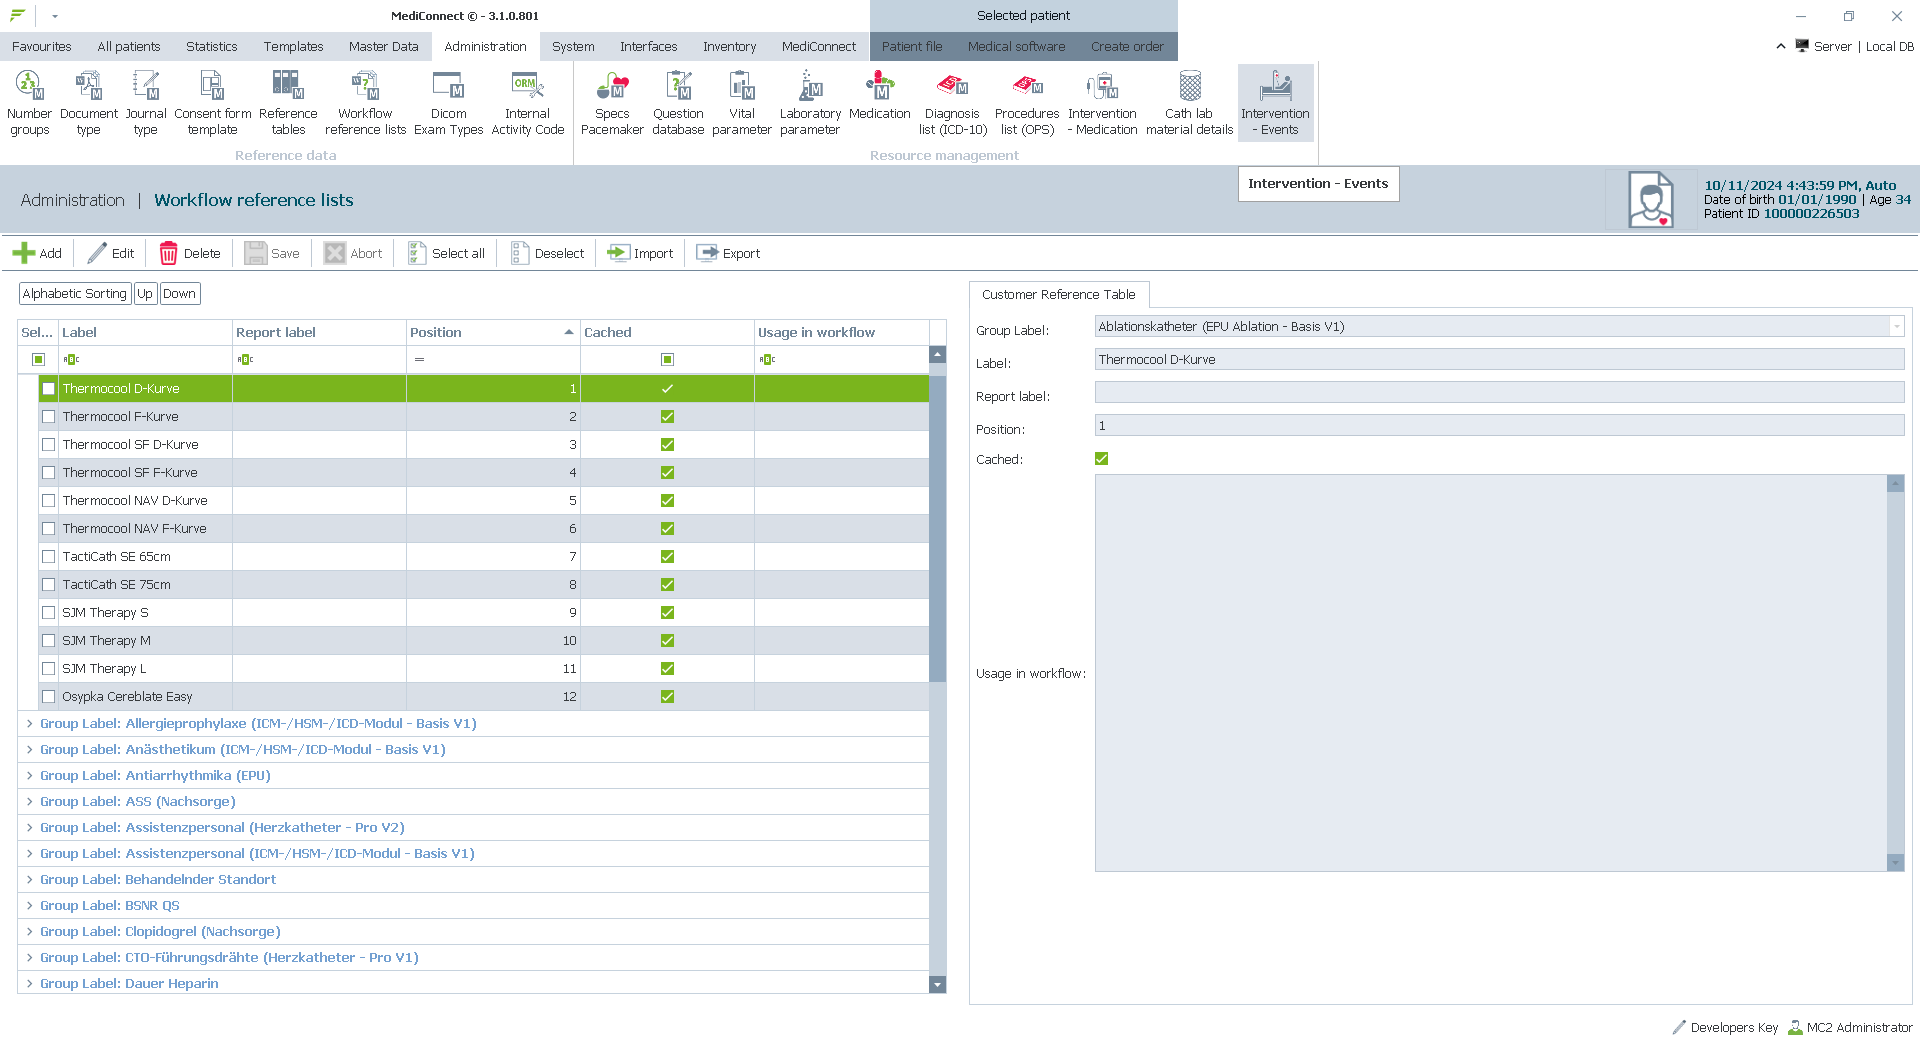 MediConnect © - 3.1.0.801
Selected patient
Favourites All patients Statistics Templates Master Data Administration System Interfaces Inventory MediConnect Patient file Medical software Create order
Server | Local DB
Number groups
Document type
Journal type
Consent form template
Reference tables
Workflow reference lists
Dicom Exam Types
ORM
Internal Activity Code
Specs Pacemaker
Question database
Vital parameter
Laboratory parameter
Medication
Diagnosis list (ICD-10)
Procedures list (OPS)
Intervention - Medication
Cath lab material details
Intervention - Events
Reference data
Resource management
Intervention - Events
Administration | Workflow reference lists
10/11/2024 4:43:59 PM, Auto
Date of birth 01/01/1990 | Age 34
Patient ID 100000226503
Add Edit Delete Save Abort Select all Deselect Import Export
Alphabetic Sorting Up Down
Sel... Label Report label Position Cached Usage in workflow
ABC ABC = ABC
Thermocool D-Kurve 1
Thermocool F-Kurve 2
Thermocool SF D-Kurve 3
Thermocool SF F-Kurve 4
Thermocool NAV D-Kurve 5
Thermocool NAV F-Kurve 6
TactiCath SE 65cm 7
TactiCath SE 75cm 8
SJM Therapy S 9
SJM Therapy M 10
SJM Therapy L 11
Osypka Cereblate Easy 12
Group Label: Allergieprophylaxe (ICM-/HSM-/ICD-Modul - Basis V1)
Group Label: Anästhetikum (ICM-/HSM-/ICD-Modul - Basis V1)
Group Label: Antiarrhythmika (EPU)
Group Label: ASS (Nachsorge)
Group Label: Assistenzpersonal (Herzkatheter - Pro V2)
Group Label: Assistenzpersonal (ICM-/HSM-/ICD-Modul - Basis V1)
Group Label: Behandelnder Standort
Group Label: BSNR QS
Group Label: Clopidogrel (Nachsorge)
Group Label: CTO-Führungsdrähte (Herzkatheter - Pro V1)
Group Label: Dauer Heparin
Customer Reference Table
Group Label: Ablationskatheter (EPU Ablation - Basis V1)
Label: Thermocool D-Kurve
Report label:
Position: 1
Cached:
Usage in workflow:
Developers Key MC2 Administrator